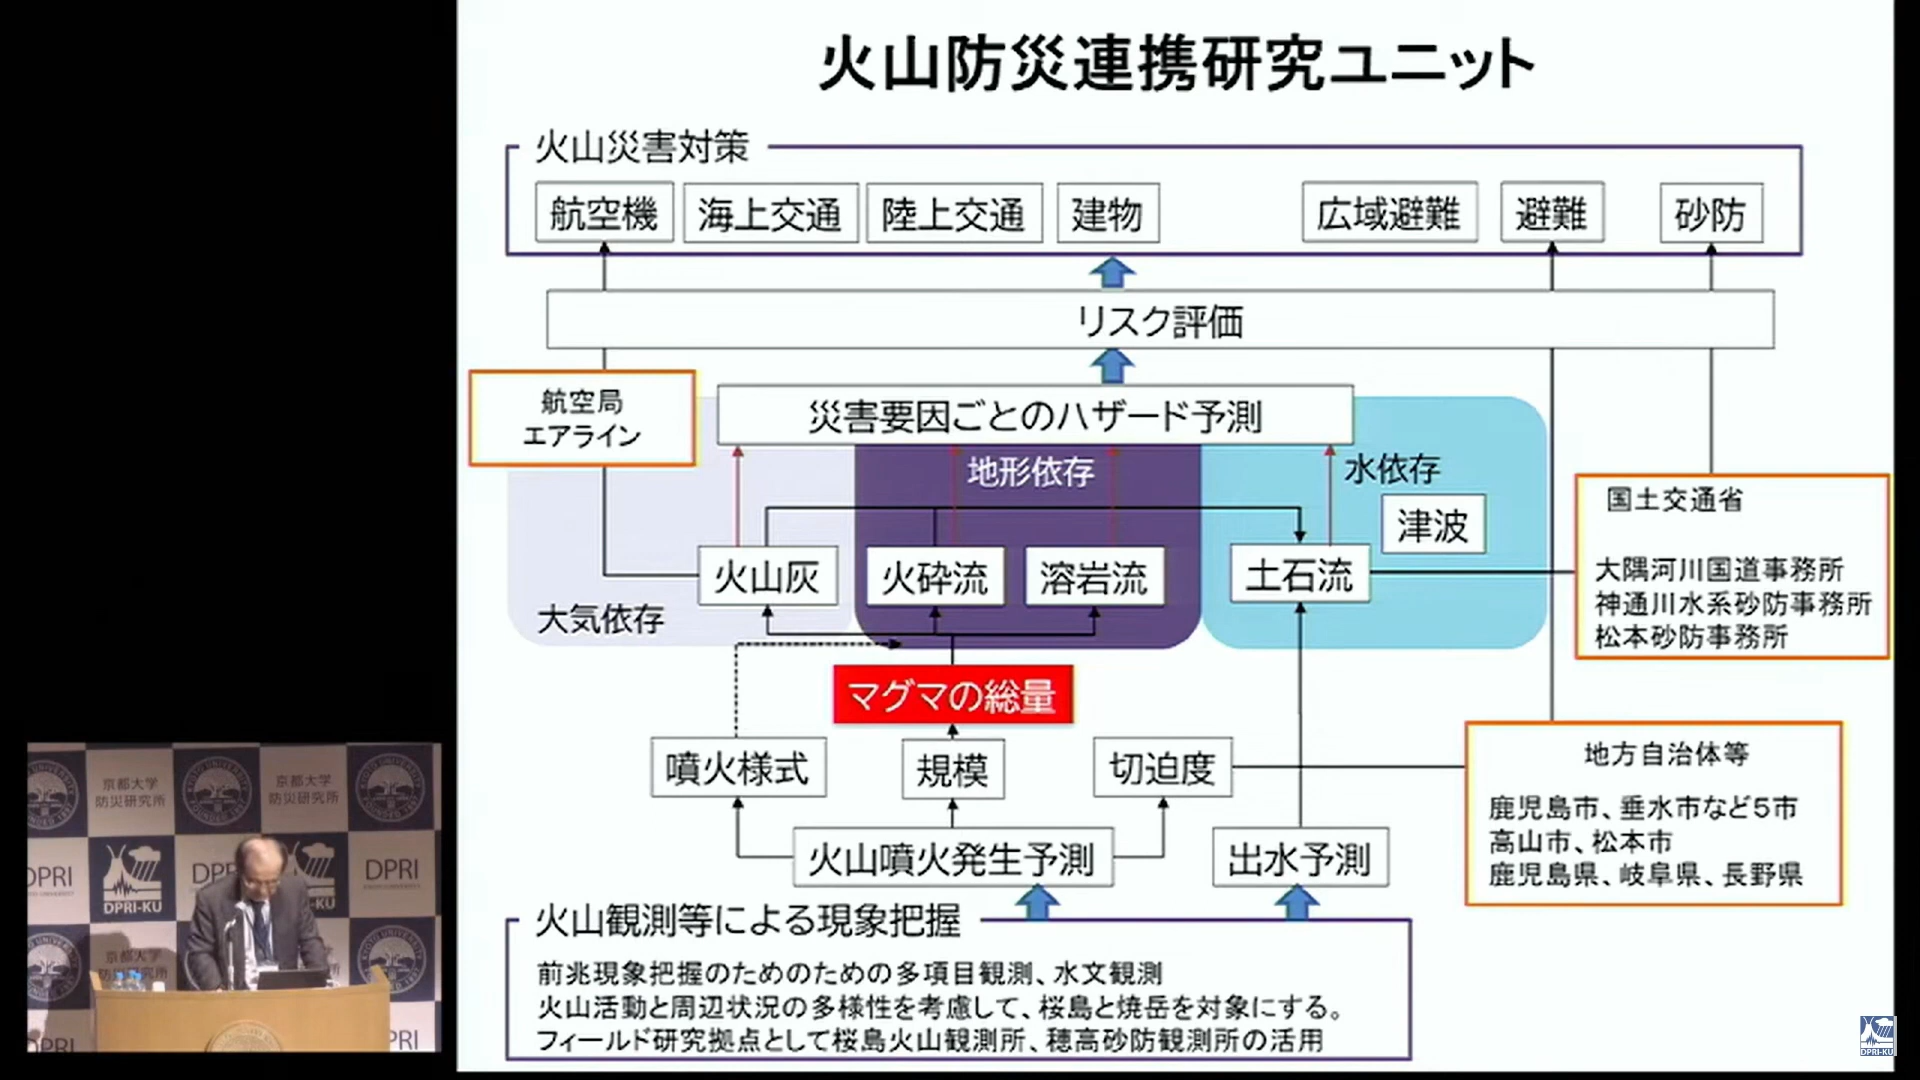 火山防災連携研究ユニット
火山災害対策
航空機
海上交通
陸上交通
建物
広域避難
避難
砂防
リスク評価
航空局
エアライン
災害要因ごとのハザード予測
地形依存
水依存
津波
国土交通省
大隅河川国道事務所
神通川水系砂防事務所
松本砂防事務所
火山灰
火砕流
溶岩流
土石流
大気依存
マグマの総量
噴火様式
規模
切迫度
地方自治体等
鹿児島市、垂水市など5市
高山市、松本市
鹿児島県、岐阜県、長野県
火山噴火発生予測
出水予測
火山観測等による現象把握
前兆現象把握のためのための多項目観測、水文観測
火山活動と周辺状況の多様性を考慮して、桜島と焼岳を対象にする。
フィールド研究拠点として桜島火山観測所、穂高砂防観測所の活用
京都大学
防災研究所
京都大学
防災研究所
DPRI
DPRI-KU
DPRI
京都大学
DPRI-KU